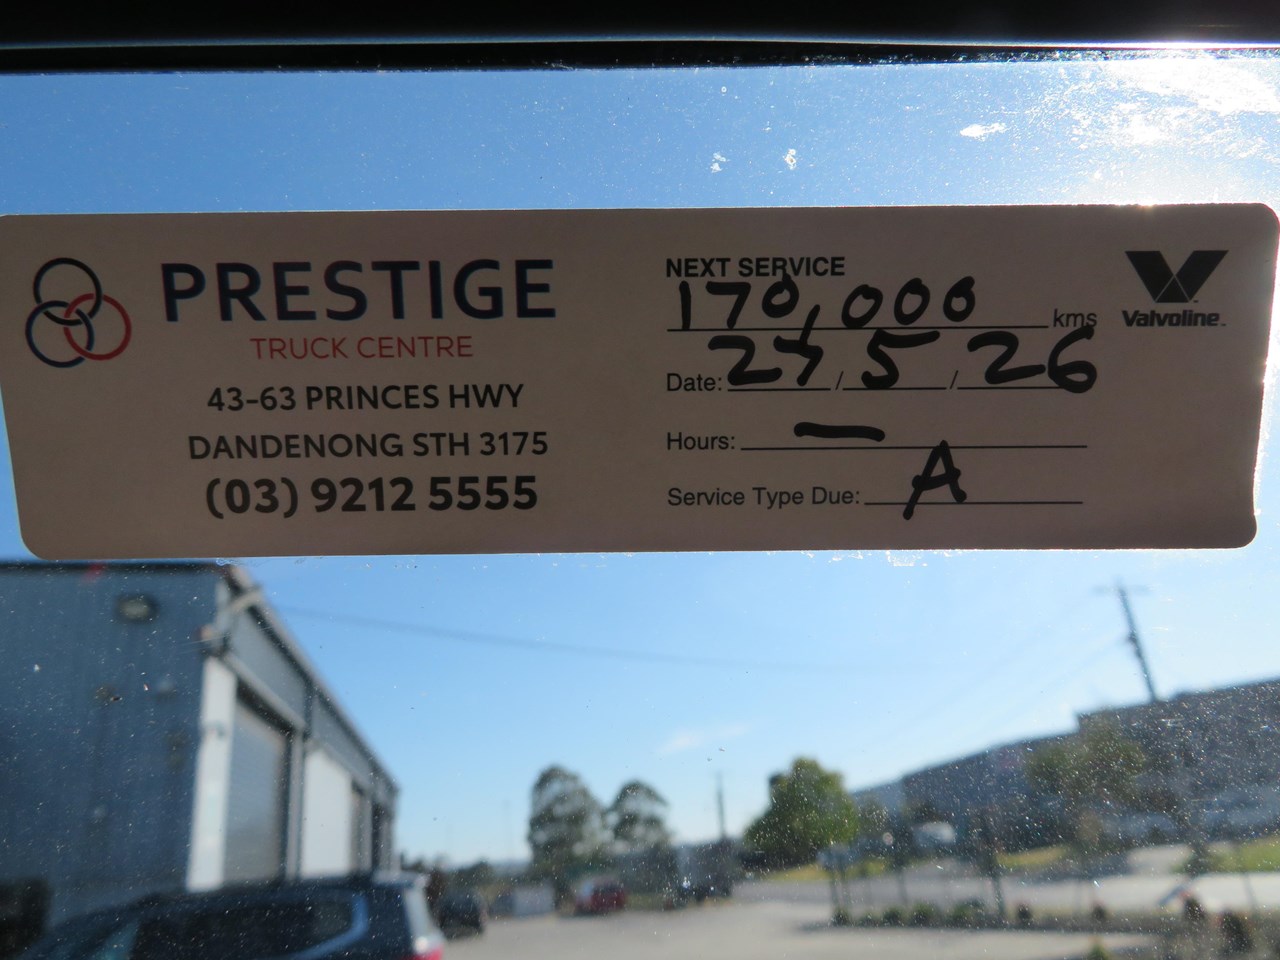 PRESTIGE
TRUCK CENTRE
43-63 PRINCES HWY
DANDENONG STH 3175
(03) 9212 5555
NEXT SERVICE
170,000 kms
Date: 24/5/26
Hours: —
Service Type Due: A
Valvoline™